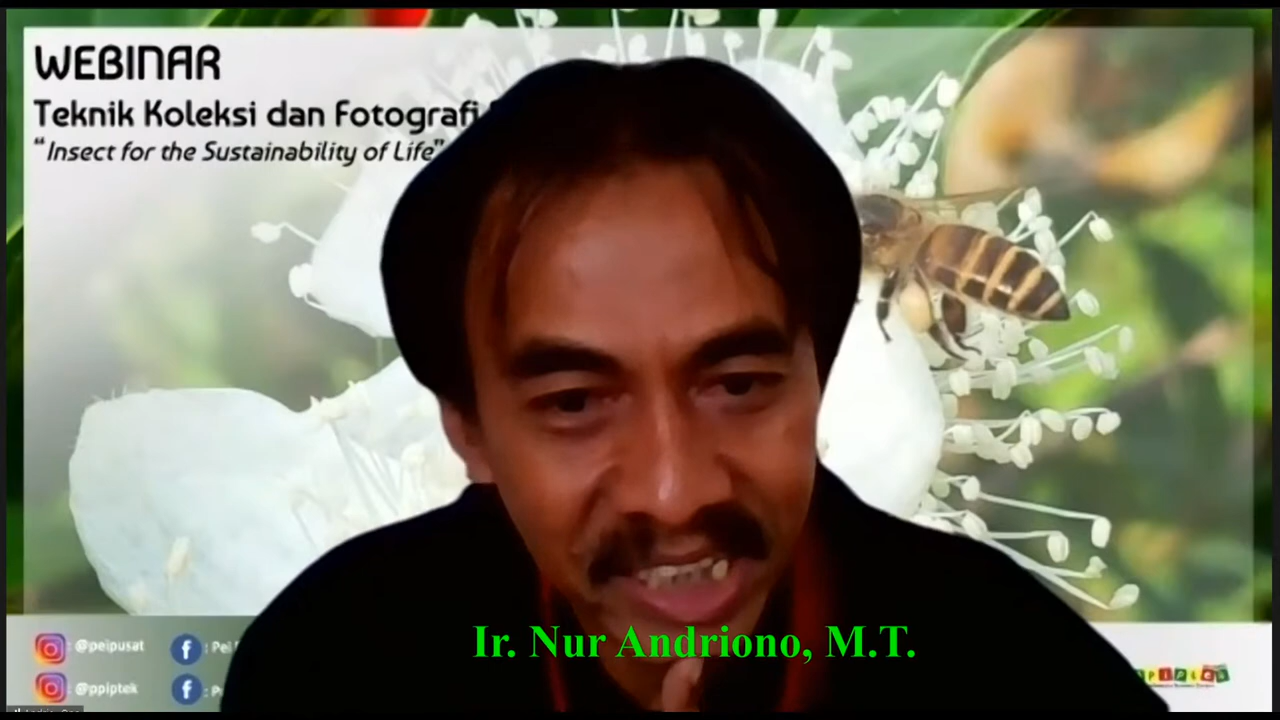 WEBINAR
Teknik Koleksi dan Fotografi
"Insect for the Sustainability of Life"
: @peipusat
: @ppiptek
Ir. Nur Andriono, M.T.